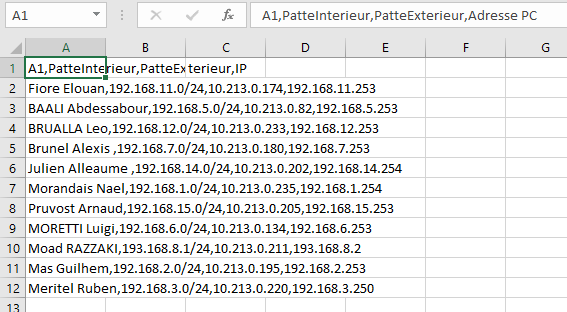 A1
fx
A1,PatteInterieur,PatteExterieur,Adresse PC
A B C D E F G
1 A1,PatteInterieur,PatteExterieur,IP
2 Fiore Elouan,192.168.11.0/24,10.213.0.174,192.168.11.253
3 BAALI Abdessabour,192.168.5.0/24,10.213.0.82,192.168.5.253
4 BRUALLA Leo,192.168.12.0/24,10.213.0.233,192.168.12.253
5 Brunel Alexis ,192.168.7.0/24,10.213.0.180,192.168.7.253
6 Julien Alleaume ,192.168.14.0/24,10.213.0.202,192.168.14.254
7 Morandais Nael,192.168.1.0/24,10.213.0.235,192.168.1.254
8 Pruvost Arnaud,192.168.15.0/24,10.213.0.205,192.168.15.253
9 MORETTI Luigi,192.168.6.0/24,10.213.0.134,192.168.6.253
10 Moad RAZZAKI,193.168.8.1/24,10.213.0.211,193.168.8.2
11 Mas Guilhem,192.168.2.0/24,10.213.0.195,192.168.2.253
12 Meritel Ruben,192.168.3.0/24,10.213.0.220,192.168.3.250
13